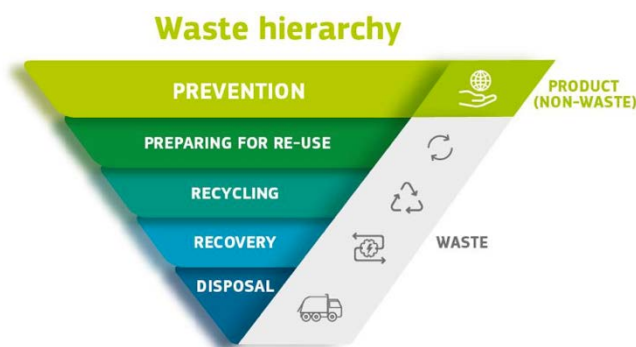 Waste hierarchy
PREVENTION
PRODUCT
(NON-WASTE)
PREPARING FOR RE-USE
RECYCLING
RECOVERY
WASTE
DISPOSAL